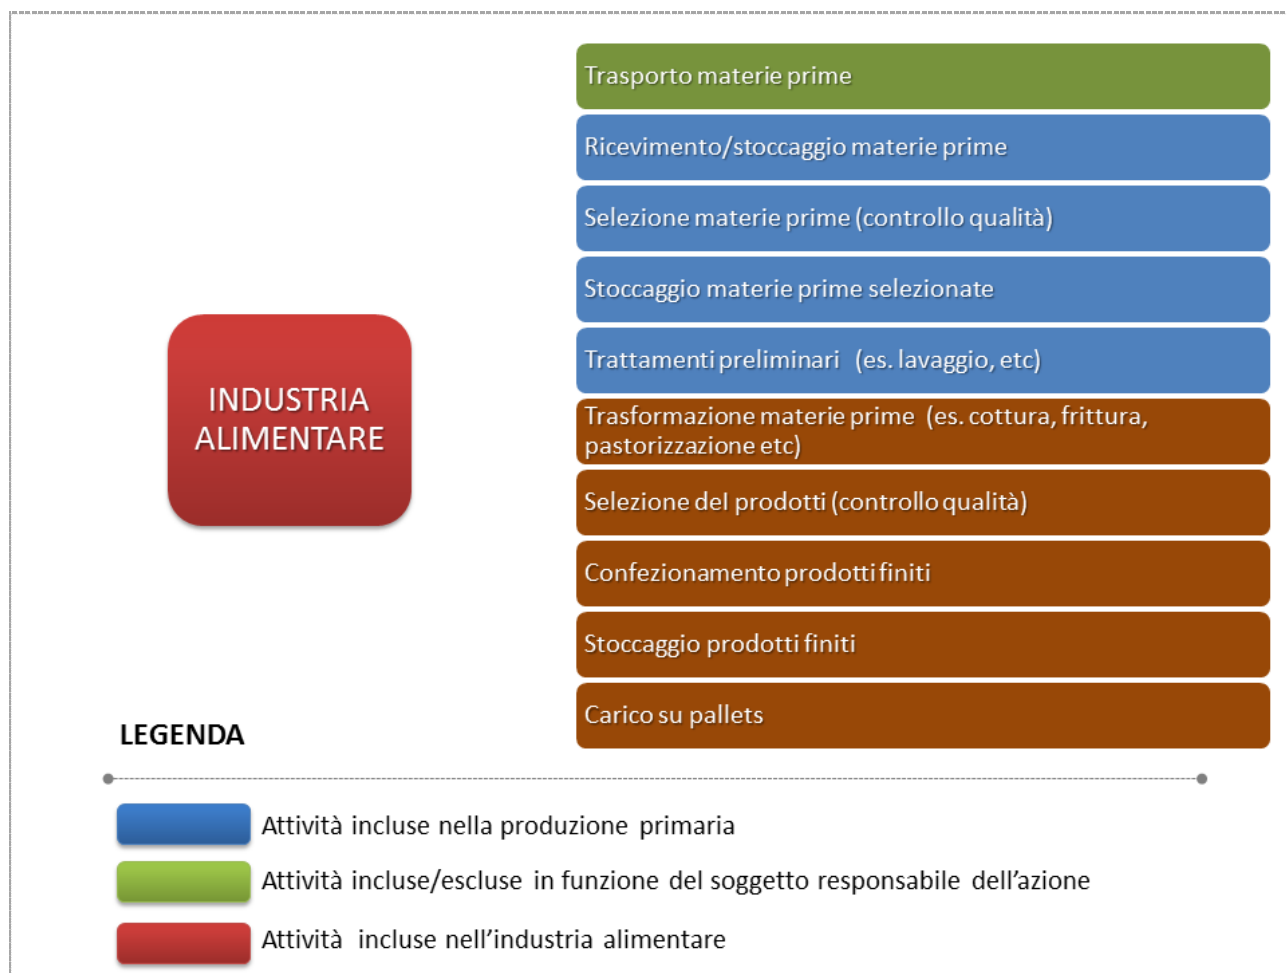 Trasporto materie prime
Ricevimento/stoccaggio materie prime
Selezione materie prime (controllo qualità)
Stoccaggio materie prime selezionate
Trattamenti preliminari (es. lavaggio, etc)
INDUSTRIA
ALIMENTARE
Trasformazione materie prime (es. cottura, frittura,
pastorizzazione etc)
Selezione deI prodotti (controllo qualità)
Confezionamento prodotti finiti
Stoccaggio prodotti finiti
Carico su pallets
LEGENDA
Attività incluse nella produzione primaria
Attività incluse/escluse in funzione del soggetto responsabile dell’azione
Attività incluse nell’industria alimentare